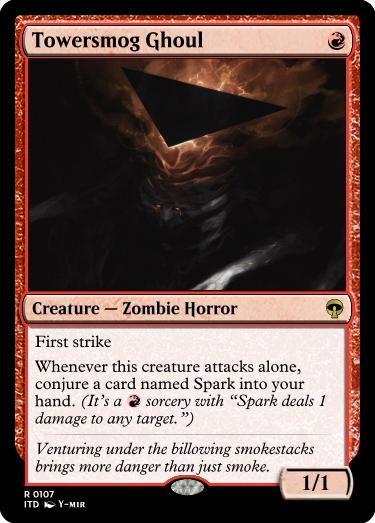 Towersmog Ghoul
Creature — Zombie Horror
First strike
Whenever this creature attacks alone,
conjure a card named Spark into your
hand. (It's a sorcery with “Spark deals 1
damage to any target.”)
Venturing under the billowing smokestacks
brings more danger than just smoke.
1/1
R 0107
ITD Y-mir